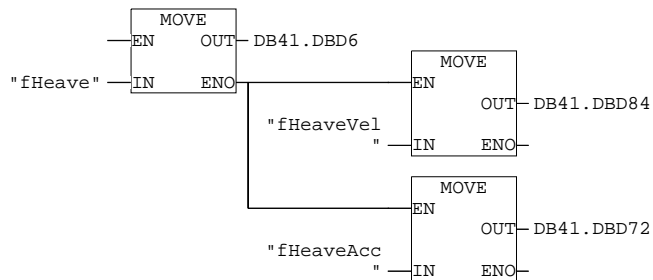 MOVE
EN OUT DB41.DBD6
"fHeave" IN ENO
MOVE
EN
OUT DB41.DBD84
"fHeaveVel
" IN ENO
MOVE
EN
OUT DB41.DBD72
"fHeaveAcc
" IN ENO